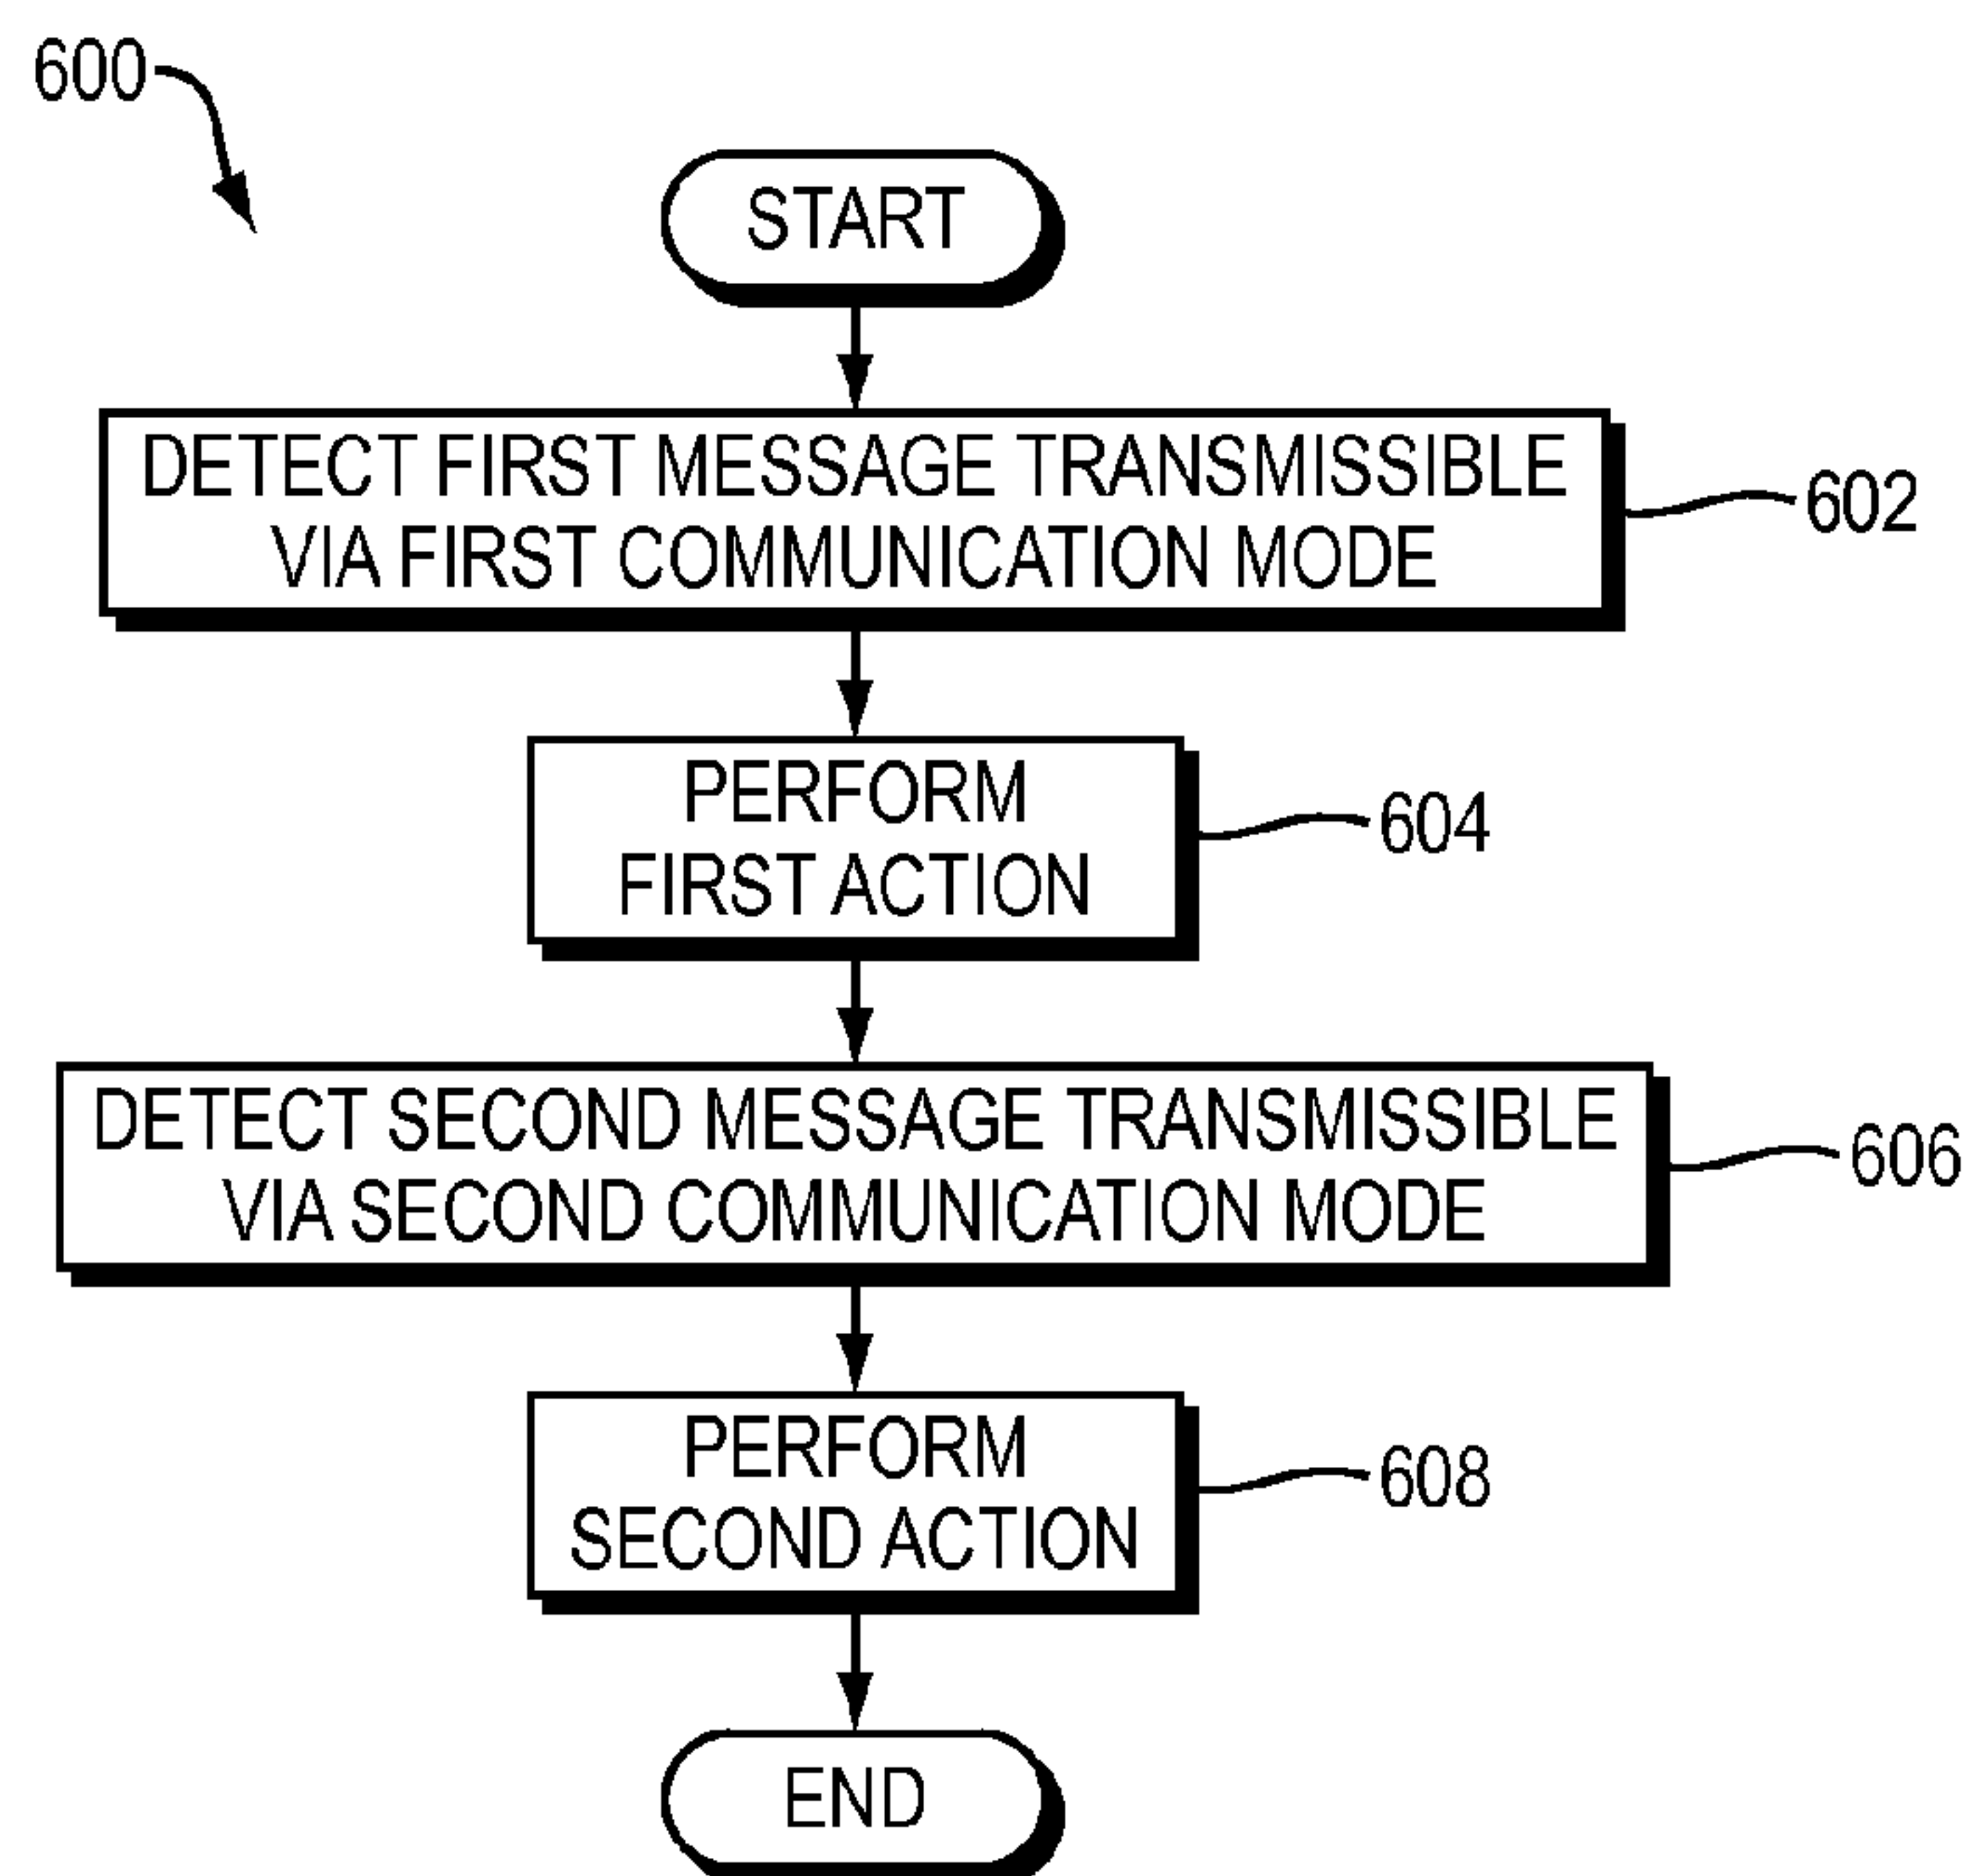 600
START
DETECT FIRST MESSAGE TRANSMISSIBLE
VIA FIRST COMMUNICATION MODE
602
PERFORM
FIRST ACTION
604
DETECT SECOND MESSAGE TRANSMISSIBLE
VIA SECOND COMMUNICATION MODE
606
PERFORM
SECOND ACTION
608
END